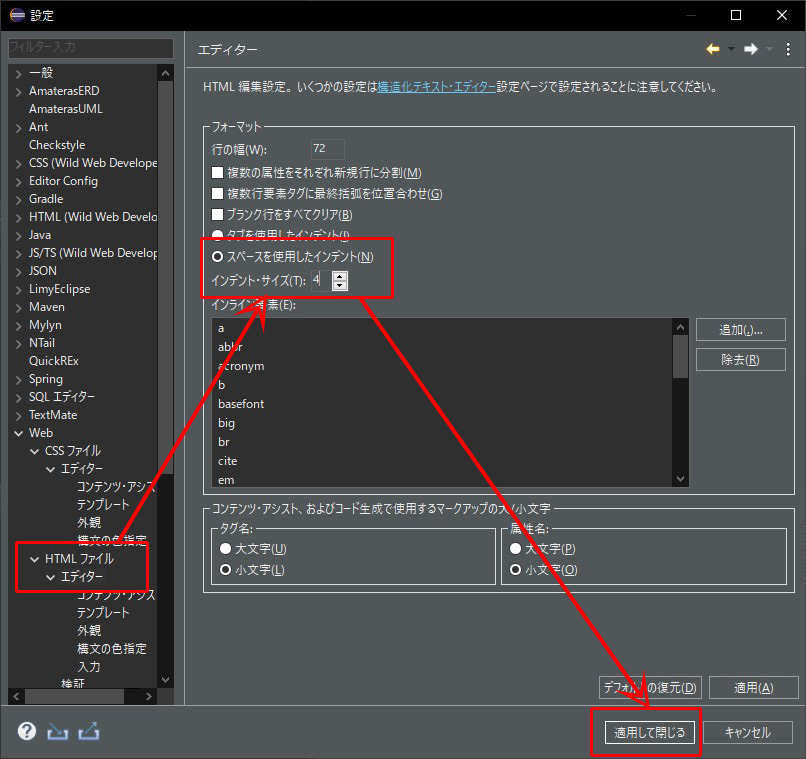 設定
フィルター入力
一般
AmaterasERD
AmaterasUML
Ant
Checkstyle
CSS (Wild Web Develope
Editor Config
Gradle
HTML (Wild Web Develo
Java
JS/TS (Wild Web Develop
JSON
LimyEclipse
Maven
Mylyn
NTail
QuickREx
Spring
SQL エディター
TextMate
Web
CSS ファイル
エディター
コンテンツ・アシス
テンプレート
外観
構文の色指定
HTML ファイル
エディター
コンテンツ・アシス
テンプレート
外観
構文の色指定
入力
検証
エディター
HTML 編集設定。いくつかの設定は構造化テキスト・エディター設定ページで設定されることに注意してください。
フォーマット
行の幅(W): 72
複数の属性をそれぞれ新規行に分割(M)
複数行要素タグに最終括弧を位置合わせ(G)
ブランク行をすべてクリア(B)
タブを使用したインデント(I)
スペースを使用したインデント(N)
インデント・サイズ(T): 4
インライン要素(E):
a
abbr
acronym
b
basefont
big
br
cite
em
追加(.)...
除去(R)
コンテンツ・アシスト、およびコード生成で使用するマークアップの大/小文字
タグ名:
大文字(U)
小文字(L)
属性名:
大文字(P)
小文字(O)
デフォルトの復元(D)
適用(A)
?
適用して閉じる
キャンセル